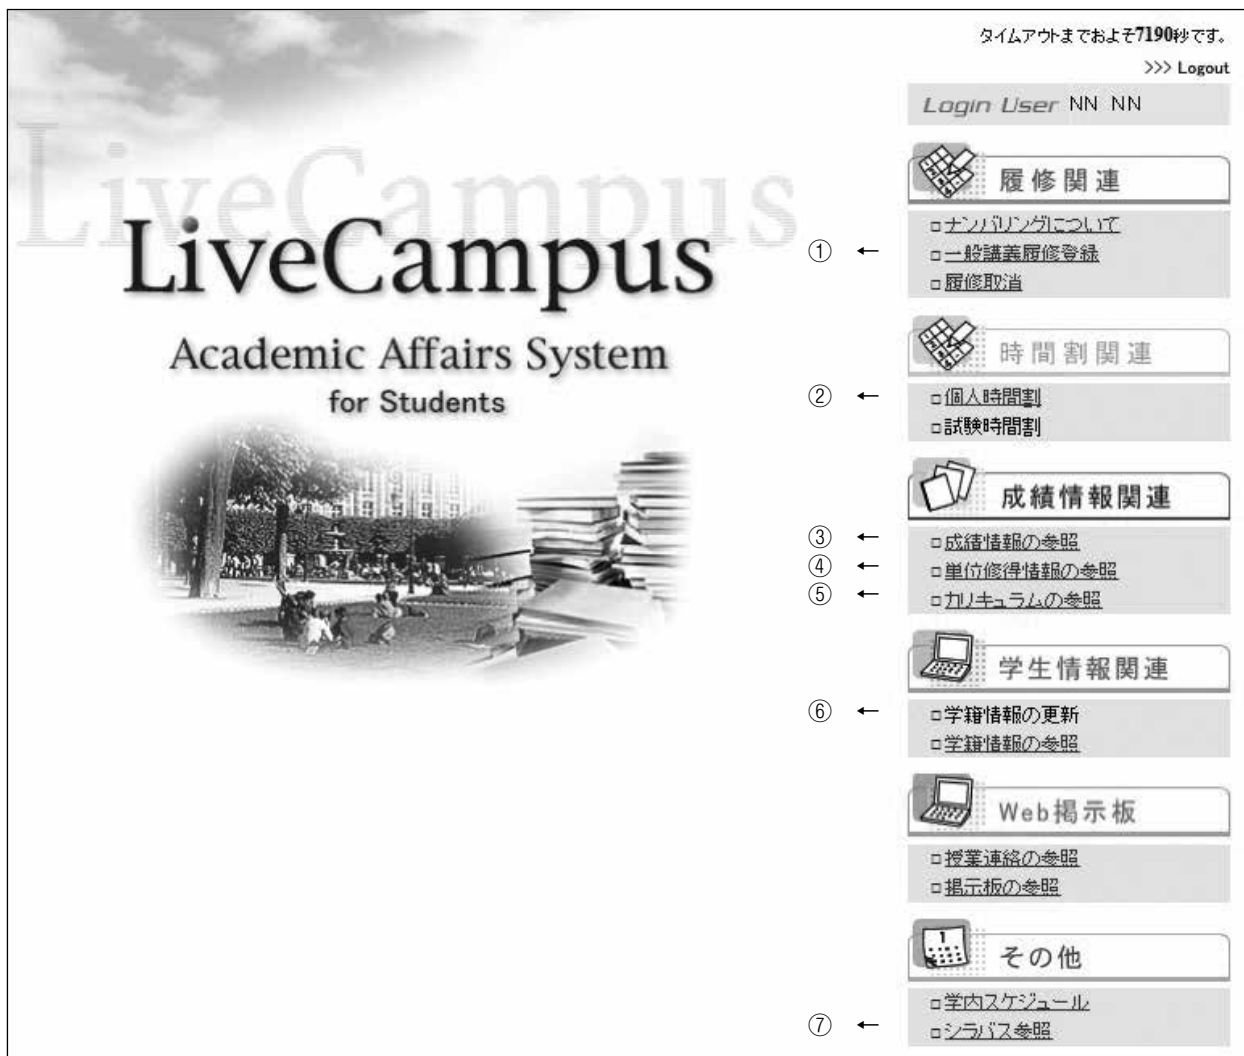 タイムアウトまでおよそ7190秒です。
>>> Logout
Login User NN NN
LiveCampus
LiveCampus
Academic Affairs System
for Students
履修関連
□ナンバリングについて
① ← □一般講義履修登録
□履修取消
時間割関連
② ← □個人時間割
□試験時間割
成績情報関連
③ ← □成績情報の参照
④ ← □単位修得情報の参照
⑤ ← □カリキュラムの参照
学生情報関連
⑥ ← □学籍情報の更新
□学籍情報の参照
Web掲示板
□授業連絡の参照
□掲示板の参照
1
その他
□学内スケジュール
⑦ ← □シラバス参照